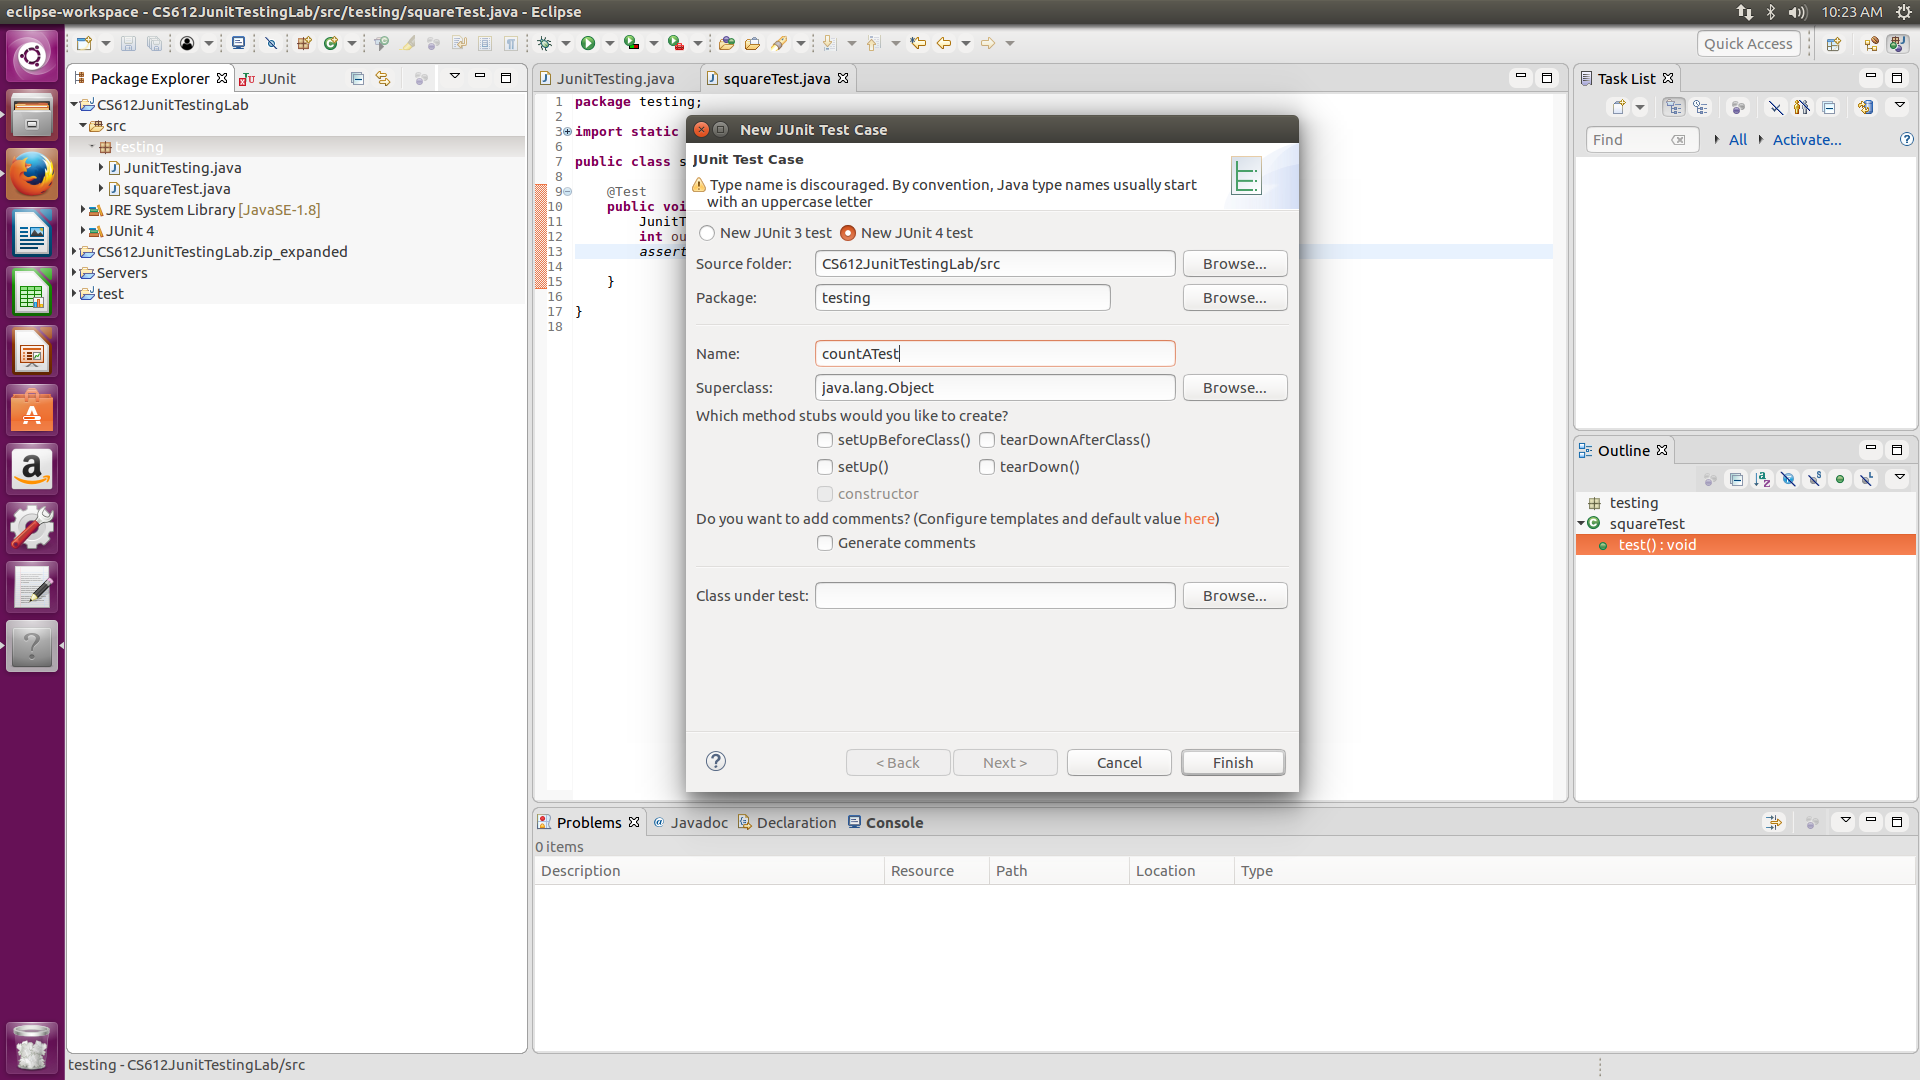 eclipse-workspace - CS612JunitTestingLab/src/testing/squareTest.java - Eclipse
10:23 AM
Quick Access
Package Explorer
JUnit
CS612JunitTestingLab
src
testing
JunitTesting.java
squareTest.java
JRE System Library [JavaSE-1.8]
JUnit 4
CS612JunitTestingLab.zip_expanded
Servers
test
JunitTesting.java
squareTest.java
1 package testing;
2
3 import static
6
7 public class s
8
9 @Test
10 public voi
11 JunitT
12 int ou
13 assert
14
15 }
16
17 }
18
New JUnit Test Case
JUnit Test Case
Type name is discouraged. By convention, Java type names usually start
with an uppercase letter
New JUnit 3 test
New JUnit 4 test
Source folder: CS612JunitTestingLab/src Browse...
Package: testing Browse...
Name: countATest
Superclass: java.lang.Object Browse...
Which method stubs would you like to create?
setUpBeforeClass() tearDownAfterClass()
setUp() tearDown()
constructor
Do you want to add comments? (Configure templates and default value here)
Generate comments
Class under test: Browse...
?
< Back Next > Cancel Finish
Task List
Find
All
Activate...
?
Outline
testing
squareTest
test() : void
Problems
@ Javadoc
Declaration
Console
0 items
Description Resource Path Location Type
testing - CS612JunitTestingLab/src